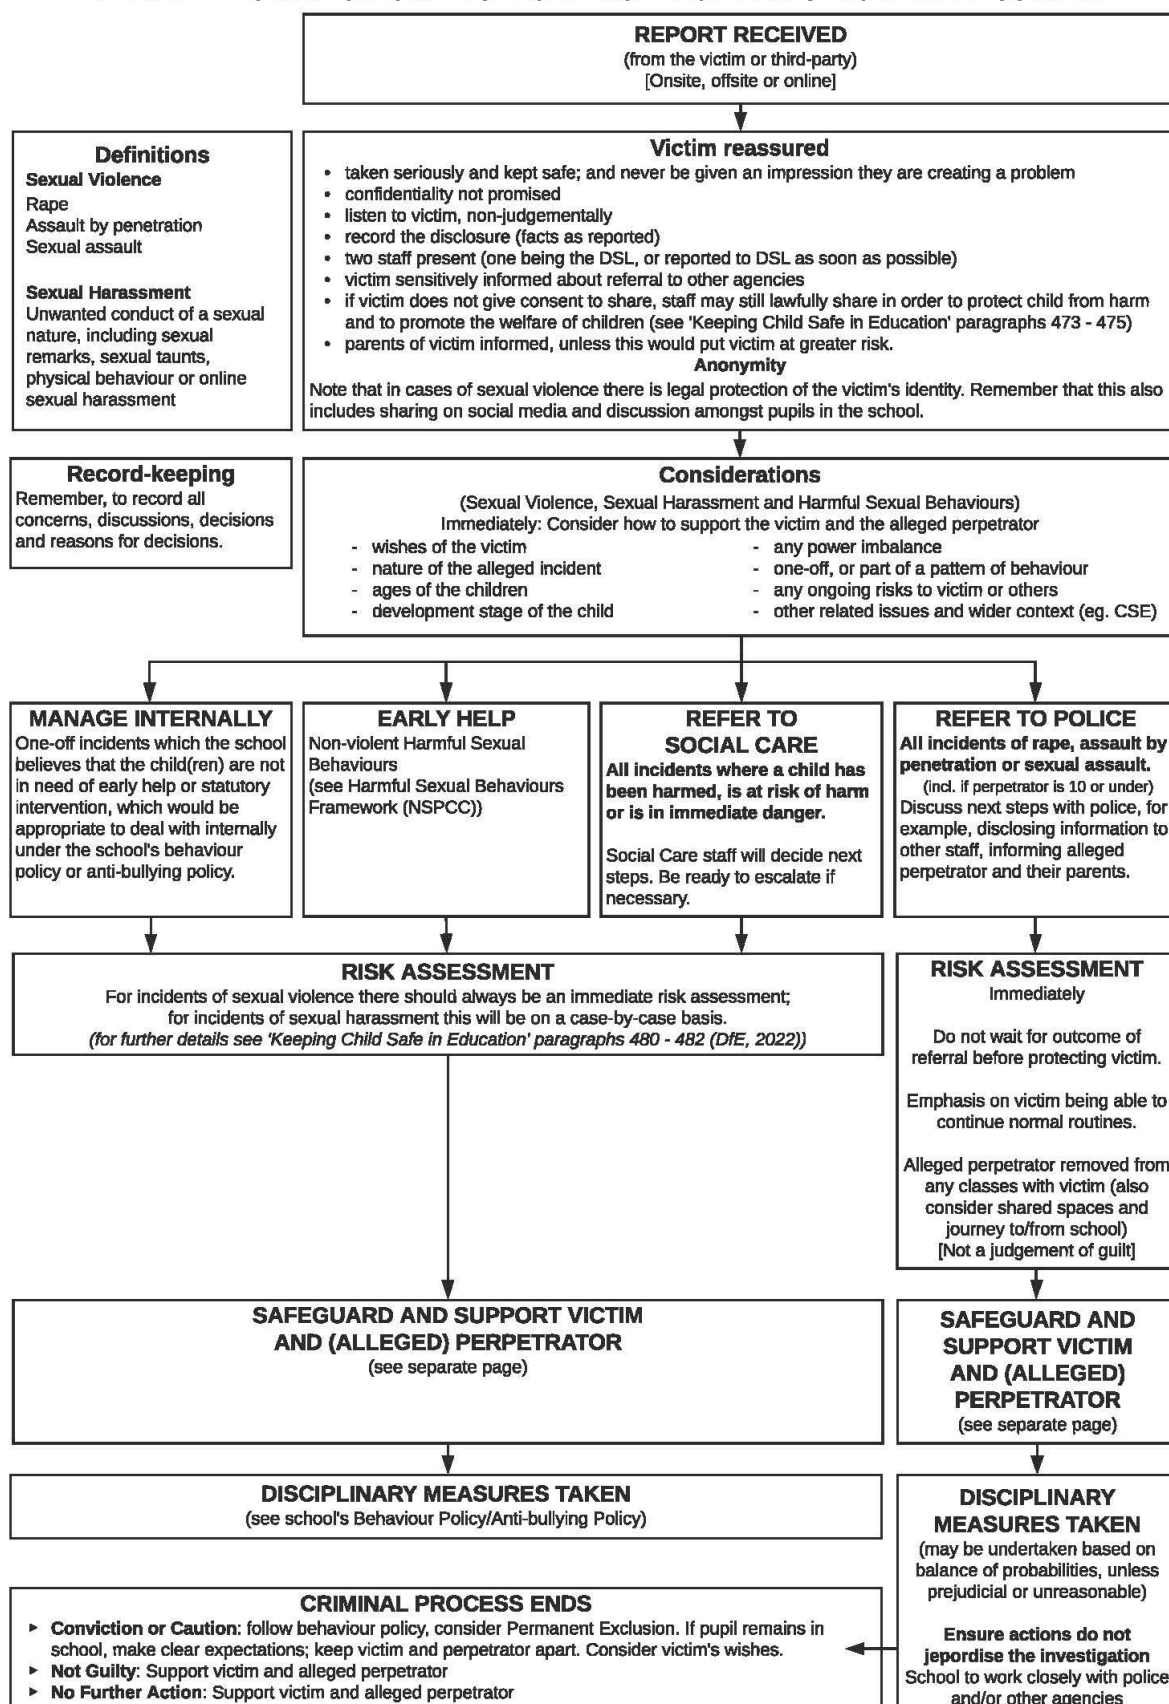 REPORT RECEIVED
(from the victim or third-party)
[Onsite, offsite or online]
Definitions
Sexual Violence
Rape
Assault by penetration
Sexual assault
Sexual Harassment
Unwanted conduct of a sexual
nature, including sexual
remarks, sexual taunts,
physical behaviour or online
sexual harassment
Victim reassured
• taken seriously and kept safe; and never be given an impression they are creating a problem
• confidentiality not promised
• listen to victim, non-judgementally
• record the disclosure (facts as reported)
• two staff present (one being the DSL, or reported to DSL as soon as possible)
• victim sensitively informed about referral to other agencies
• if victim does not give consent to share, staff may still lawfully share in order to protect child from harm
and to promote the welfare of children (see 'Keeping Child Safe in Education' paragraphs 473 - 475)
• parents of victim informed, unless this would put victim at greater risk.
Anonymity
Note that in cases of sexual violence there is legal protection of the victim's identity. Remember that this also
includes sharing on social media and discussion amongst pupils in the school.
Record-keeping
Remember, to record all
concerns, discussions, decisions
and reasons for decisions.
Considerations
(Sexual Violence, Sexual Harassment and Harmful Sexual Behaviours)
Immediately: Consider how to support the victim and the alleged perpetrator
- wishes of the victim
- nature of the alleged incident
- ages of the children
- development stage of the child
- any power imbalance
- one-off, or part of a pattern of behaviour
- any ongoing risks to victim or others
- other related issues and wider context (eg. CSE)
MANAGE INTERNALLY
One-off incidents which the school
believes that the child(ren) are not
in need of early help or statutory
intervention, which would be
appropriate to deal with internally
under the school's behaviour
policy or anti-bullying policy.
EARLY HELP
Non-violent Harmful Sexual
Behaviours
(see Harmful Sexual Behaviours
Framework (NSPCC))
REFER TO
SOCIAL CARE
All incidents where a child has
been harmed, is at risk of harm
or is in immediate danger.
Social Care staff will decide next
steps. Be ready to escalate if
necessary.
REFER TO POLICE
All incidents of rape, assault by
penetration or sexual assault.
(incl. if perpetrator is 10 or under)
Discuss next steps with police, for
example, disclosing information to
other staff, informing alleged
perpetrator and their parents.
RISK ASSESSMENT
For incidents of sexual violence there should always be an immediate risk assessment;
for incidents of sexual harassment this will be on a case-by-case basis.
(for further details see 'Keeping Child Safe in Education' paragraphs 480 - 482 (DfE, 2022))
RISK ASSESSMENT
Immediately
Do not wait for outcome of
referral before protecting victim.
Emphasis on victim being able to
continue normal routines.
Alleged perpetrator removed from
any classes with victim (also
consider shared spaces and
journey to/from school)
[Not a judgement of guilt]
SAFEGUARD AND SUPPORT VICTIM
AND (ALLEGED) PERPETRATOR
(see separate page)
SAFEGUARD AND
SUPPORT VICTIM
AND (ALLEGED)
PERPETRATOR
(see separate page)
DISCIPLINARY MEASURES TAKEN
(see school's Behaviour Policy/Anti-bullying Policy)
DISCIPLINARY
MEASURES TAKEN
(may be undertaken based on
balance of probabilities, unless
prejudicial or unreasonable)
Ensure actions do not
jepordise the investigation
School to work closely with police
and/or other agencies
CRIMINAL PROCESS ENDS
► Conviction or Caution: follow behaviour policy, consider Permanent Exclusion. If pupil remains in
school, make clear expectations; keep victim and perpetrator apart. Consider victim's wishes.
► Not Guilty: Support victim and alleged perpetrator
► No Further Action: Support victim and alleged perpetrator